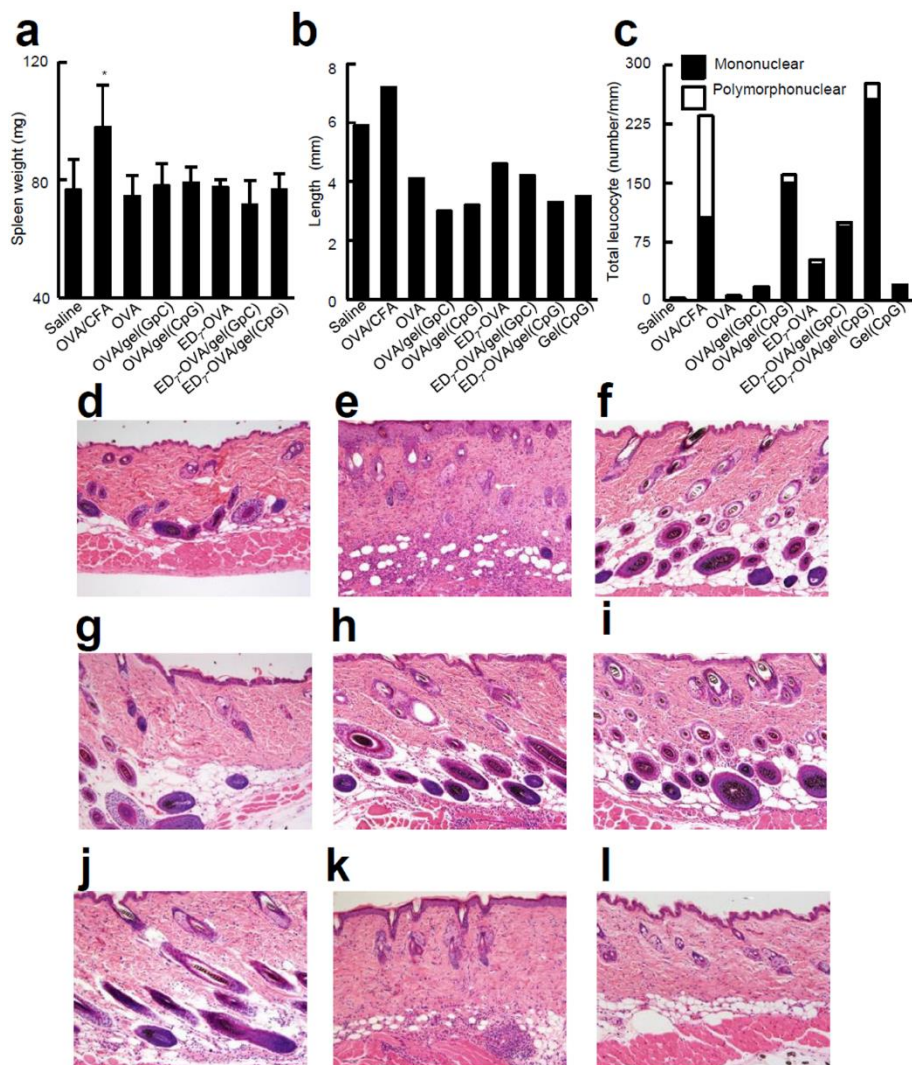 a
b
c
120
80
40
Spleen weight (mg)
*
Saline
OVA/CFA
OVA
OVA/gel(GpC)
OVA/gel(CpG)
ED₇-OVA
ED₇-OVA/gel(GpC)
ED₇-OVA/gel(CpG)
8
6
4
2
0
Length (mm)
Saline
OVA/CFA
OVA
OVA/gel(GpC)
OVA/gel(CpG)
ED₇-OVA
ED₇-OVA/gel(GpC)
ED₇-OVA/gel(CpG)
Gel(CpG)
300
225
150
75
0
Total leucocyte (number/mm)
Mononuclear
Polymorphonuclear
Saline
OVA/CFA
OVA
OVA/gel(GpC)
OVA/gel(CpG)
ED₇-OVA
ED₇-OVA/gel(GpC)
ED₇-OVA/gel(CpG)
Gel(CpG)
d
e
f
g
h
i
j
k
l